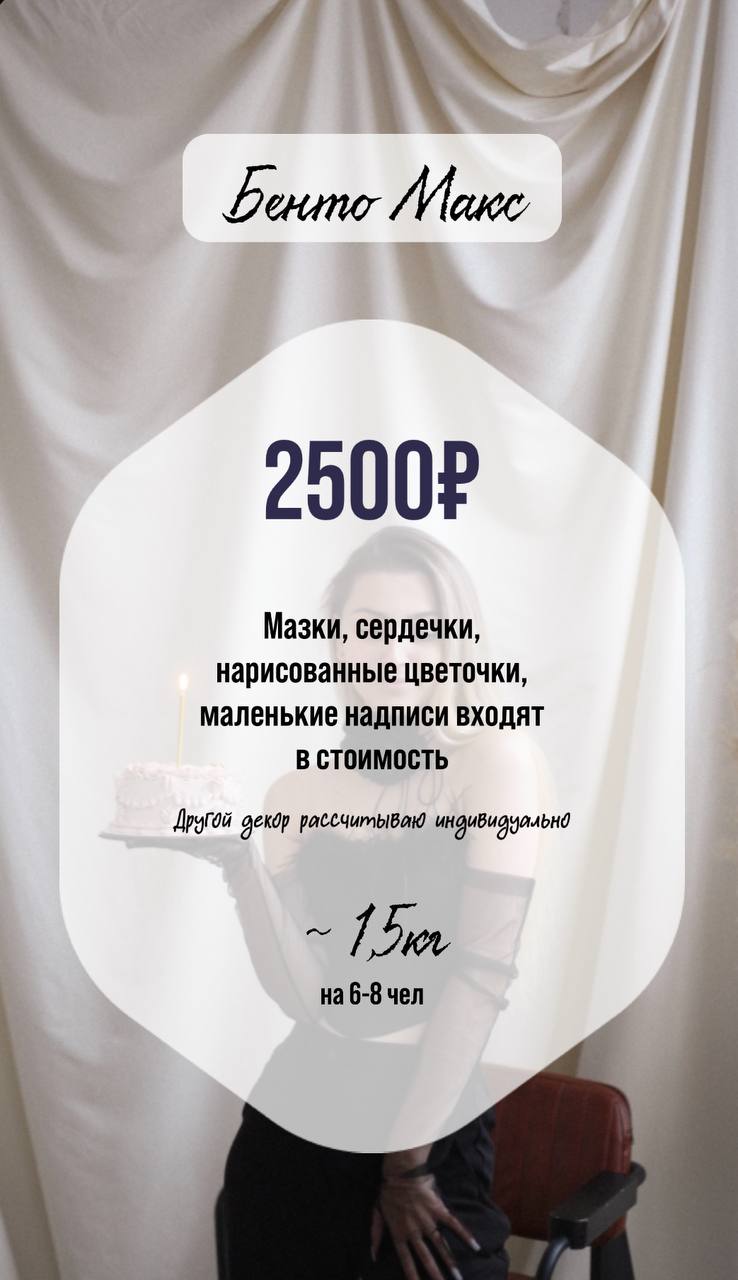 Бенто Макс
2500₽
Мазки, сердечки,
нарисованные цветочки,
маленькие надписи входят
в стоимость
Другой декор рассчитываю индивидуально
~ 1,5кг
на 6-8 чел